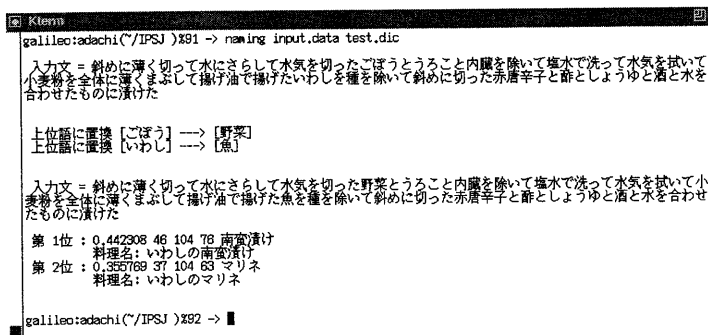 Kterm
galileo:adachi(~/IPSJ )%91 -> naming input.data test.dic
入力文 = 斜めに薄く切って水にさらして水気を切ったごぼうとうろこと内臓を除いて塩水で洗って水気を拭いて
小麦粉を全体に薄くまぶして揚げ油で揚げたいわしを種を除いて斜めに切った赤唐辛子と酢としょうゆと酒と水を
合わせたものに漬けた
上位語に置換 [ごぼう] ---> [野菜]
上位語に置換 [いわし] ---> [魚]
入力文 = 斜めに薄く切って水にさらして水気を切った野菜とうろこと内臓を除いて塩水で洗って水気を拭いて小
麦粉を全体に薄くまぶして揚げ油で揚げた魚を種を除いて斜めに切った赤唐辛子と酢としょうゆと酒と水を合わせ
たものに漬けた
第 1位 : 0.442308 46 104 76 南蛮漬け
料理名: いわしの南蛮漬け
第 2位 : 0.355769 37 104 63 マリネ
料理名: いわしのマリネ
galileo:adachi(~/IPSJ )%92 ->